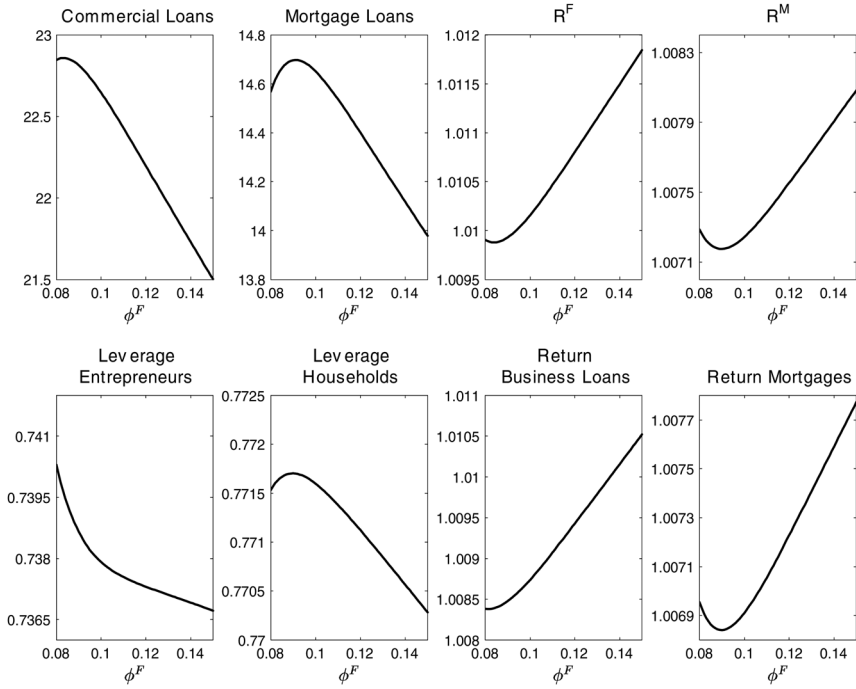 Commercial Loans
23
22.5
22
21.5
0.08 0.1 0.12 0.14
ϕ^F
Mortgage Loans
14.8
14.6
14.4
14.2
14
13.8
0.08 0.1 0.12 0.14
ϕ^F
R^F
1.012
1.0115
1.011
1.0105
1.01
1.0095
0.08 0.1 0.12 0.14
ϕ^F
R^M
1.0083
1.0079
1.0075
1.0071
0.08 0.1 0.12 0.14
ϕ^F
Leverage
Entrepreneurs
0.741
0.7395
0.738
0.7365
0.08 0.1 0.12 0.14
ϕ^F
Leverage
Households
0.7725
0.772
0.7715
0.771
0.7705
0.77
0.08 0.1 0.12 0.14
ϕ^F
Return
Business Loans
1.011
1.0105
1.01
1.0095
1.009
1.0085
1.008
0.08 0.1 0.12 0.14
ϕ^F
Return Mortgages
1.0077
1.0075
1.0073
1.0071
1.0069
0.08 0.1 0.12 0.14
ϕ^F